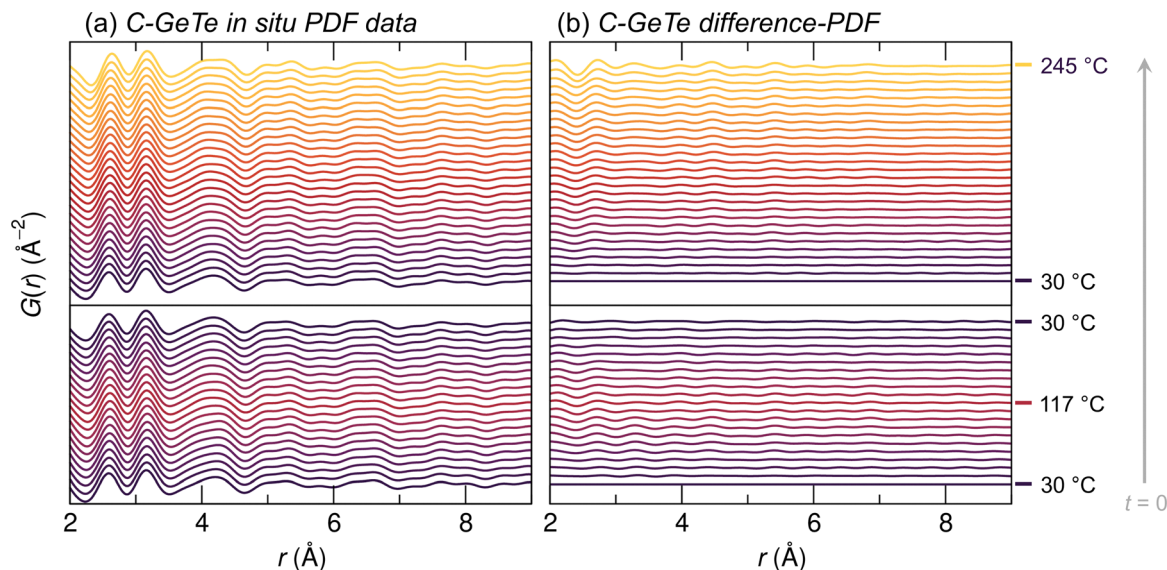 (a) C-GeTe in situ PDF data
(b) C-GeTe difference-PDF
G(r) (Å⁻²)
245 °C
30 °C
30 °C
117 °C
30 °C
t = 0
2 4 6 8
2 4 6 8
r (Å)
r (Å)